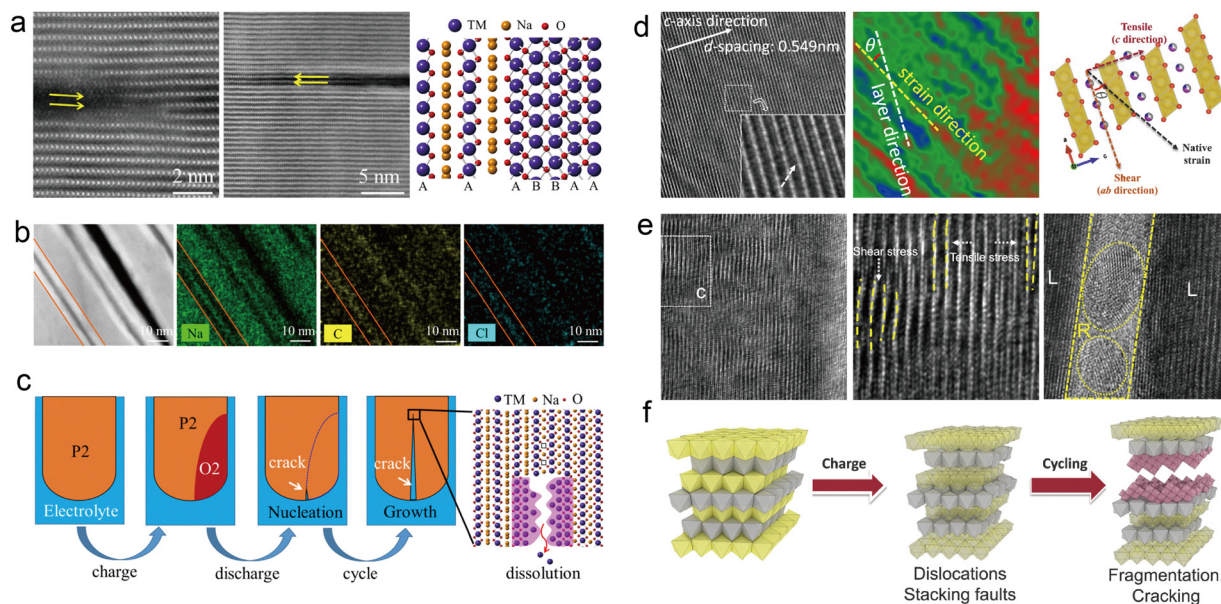 a
2 nm
5 nm
TM Na O
A A A B B A A
b
10 nm
10 nm
10 nm
10 nm
Na
C
Cl
c
P2
Electrolyte
P2
O2
crack
Nucleation
crack
Growth
charge
discharge
cycle
TM Na O
dissolution
d
c-axis direction
d-spacing: 0.549nm
θ
strain direction
layer direction
Tensile
(c direction)
θ
Native
strain
Shear
(ab direction)
a
c
e
C
Shear stress
Tensile stress
L
R
L
f
Charge
Cycling
Dislocations
Stacking faults
Fragmentation
Cracking